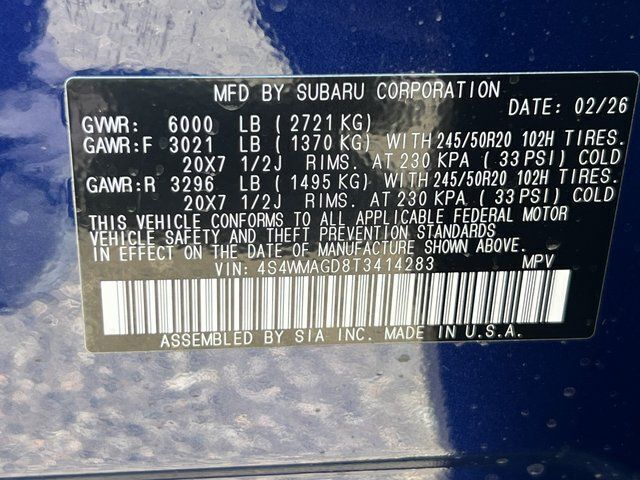 MFD BY SUBARU CORPORATION
DATE: 02/26
GVWR: 6000 LB ( 2721 KG)
GAWR:F 3021 LB ( 1370 KG) WITH 245/50R20 102H TIRES.
20X7 1/2J RIMS. AT 230 KPA ( 33 PSI) COLD
GAWR:R 3296 LB ( 1495 KG) WITH 245/50R20 102H TIRES.
20X7 1/2J RIMS. AT 230 KPA ( 33 PSI) COLD
THIS VEHICLE CONFORMS TO ALL APPLICABLE FEDERAL MOTOR
VEHICLE SAFETY AND THEFT PREVENTION STANDARDS
IN EFFECT ON THE DATE OF MANUFACTURE SHOWN ABOVE.
VIN: 4S4WMAGD8T3414283 MPV
ASSEMBLED BY SIA INC. MADE IN U.S.A.